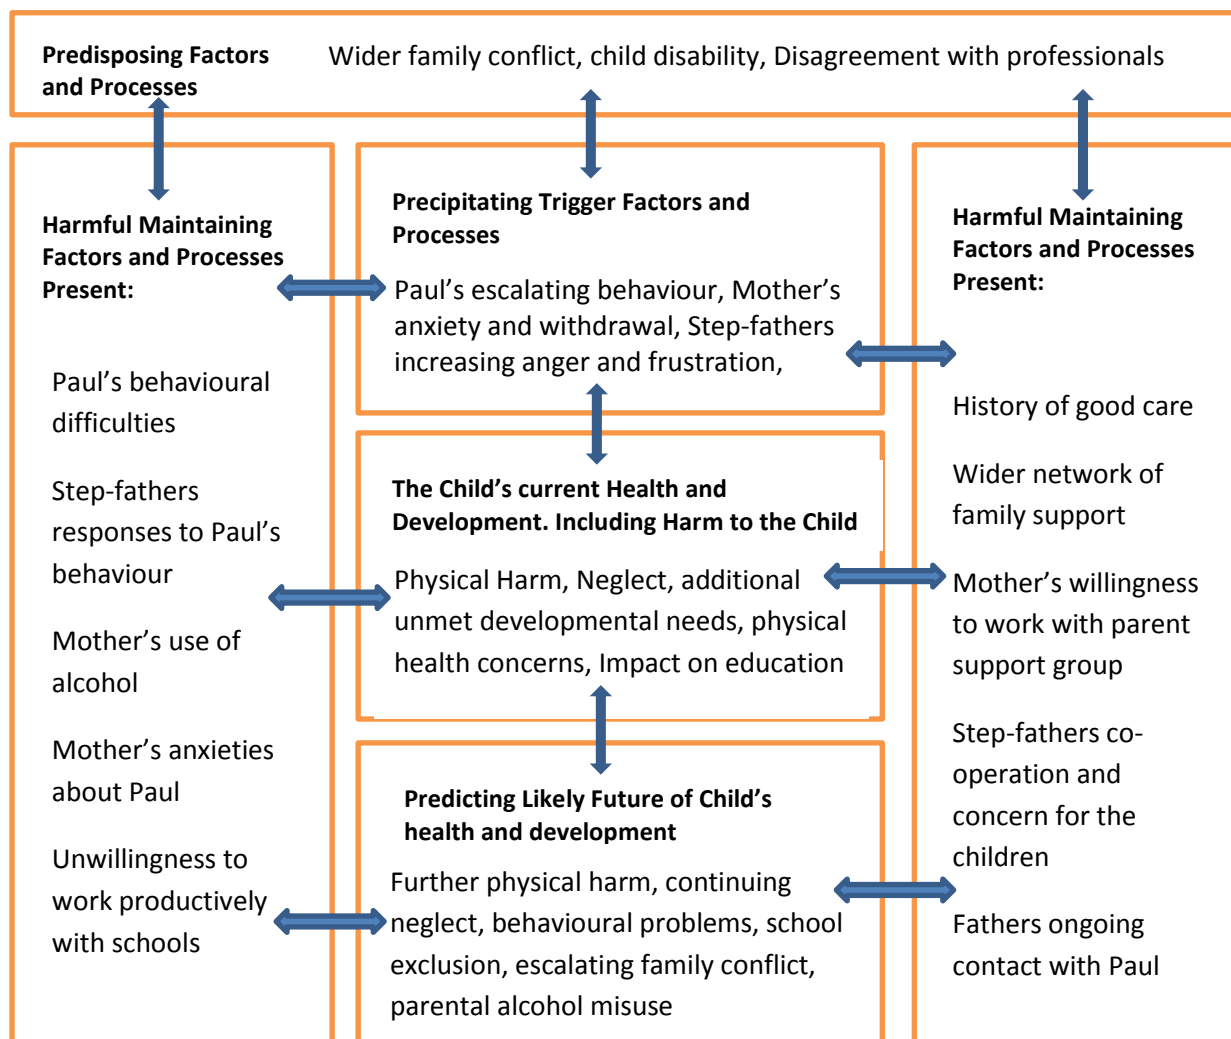 Predisposing Factors
and Processes
Wider family conflict, child disability, Disagreement with professionals
Harmful Maintaining
Factors and Processes
Present:
Paul’s behavioural
difficulties
Step-fathers
responses to Paul’s
behaviour
Mother’s use of
alcohol
Mother’s anxieties
about Paul
Unwillingness to
work productively
with schools
Precipitating Trigger Factors and
Processes
Paul’s escalating behaviour, Mother’s
anxiety and withdrawal, Step-fathers
increasing anger and frustration,
The Child’s current Health and
Development. Including Harm to the Child
Physical Harm, Neglect, additional
unmet developmental needs, physical
health concerns, Impact on education
Predicting Likely Future of Child’s
health and development
Further physical harm, continuing
neglect, behavioural problems, school
exclusion, escalating family conflict,
parental alcohol misuse
Harmful Maintaining
Factors and Processes
Present:
History of good care
Wider network of
family support
Mother’s willingness
to work with parent
support group
Step-fathers co-
operation and
concern for the
children
Fathers ongoing
contact with Paul